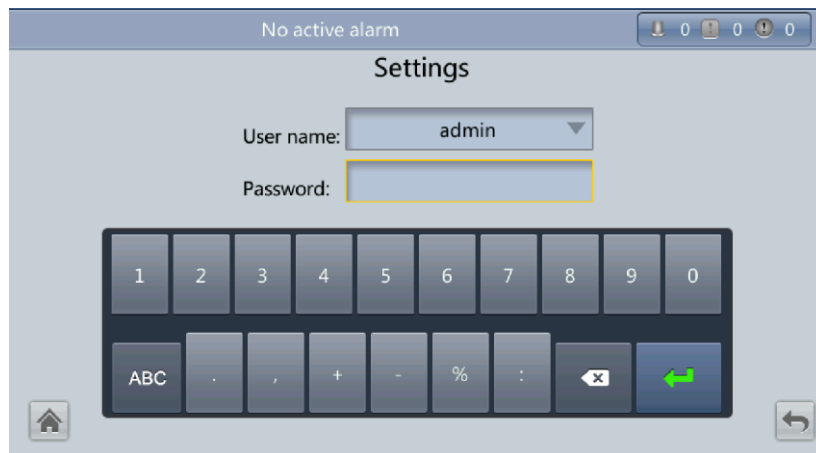 No active alarm 0 0 0
Settings
User name: admin
Password:
1 2 3 4 5 6 7 8 9 0
ABC . , + - % :